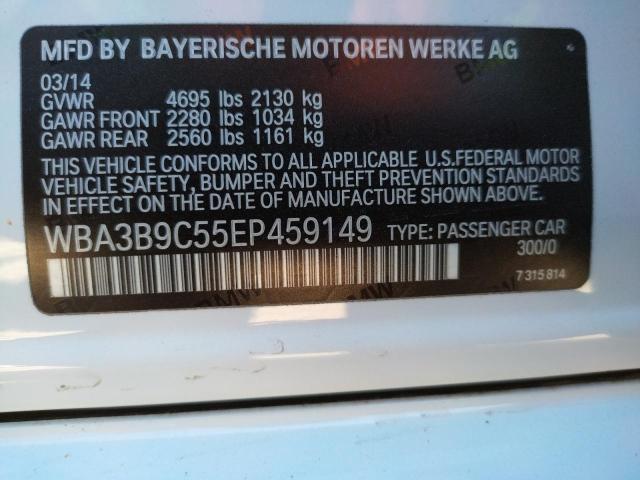 MFD BY BAYERISCHE MOTOREN WERKE AG
03/14
GVWR 4695 lbs 2130 kg
GAWR FRONT 2280 lbs 1034 kg
GAWR REAR 2560 lbs 1161 kg
THIS VEHICLE CONFORMS TO ALL APPLICABLE U.S.FEDERAL MOTOR
VEHICLE SAFETY, BUMPER AND THEFT PREVENTION STANDARDS
IN EFFECT ON THE DATE OF MANUFACTURE SHOWN ABOVE.
WBA3B9C55EP459149 TYPE: PASSENGER CAR
300/0
7 315 814
BMW